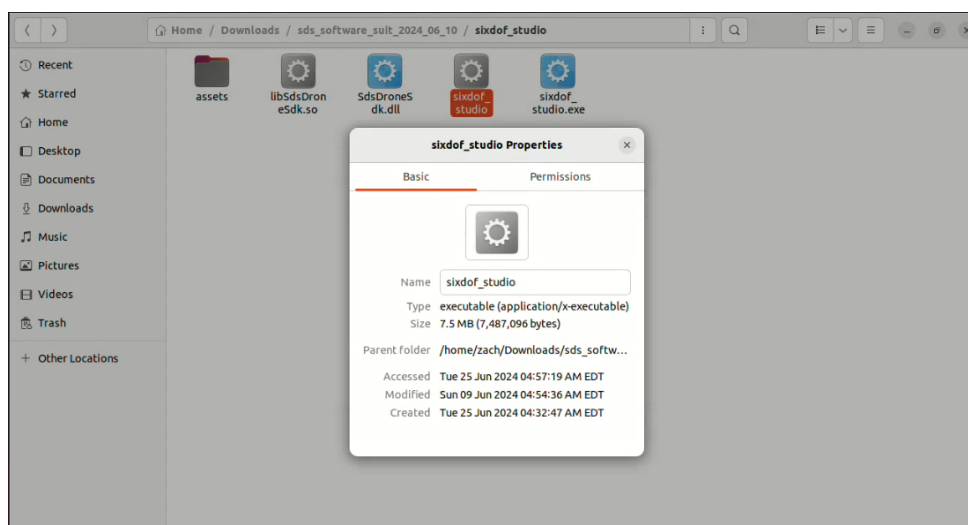 Home / Downloads / sds_software_suit_2024_06_10 / sixdof_studio
Recent
Starred
Home
Desktop
Documents
Downloads
Music
Pictures
Videos
Trash
+ Other Locations
assets
libSdsDron
eSdk.so
SdsDroneS
dk.dll
sixdof_
studio
sixdof_
studio.exe
sixdof_studio Properties
Basic
Permissions
Name sixdof_studio
Type executable (application/x-executable)
Size 7.5 MB (7,487,096 bytes)
Parent folder /home/zach/Downloads/sds_softw...
Accessed Tue 25 Jun 2024 04:57:19 AM EDT
Modified Sun 09 Jun 2024 04:54:36 AM EDT
Created Tue 25 Jun 2024 04:32:47 AM EDT